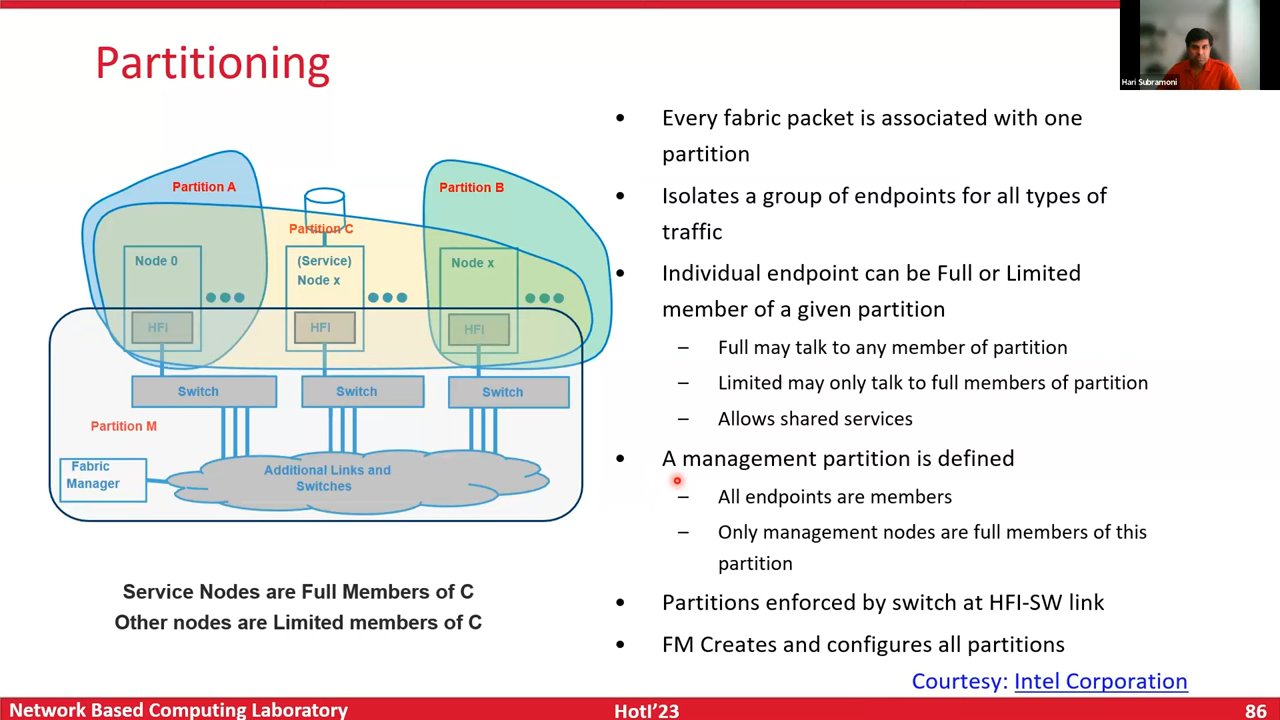 Partitioning
Hari Subramoni
Partition A
Partition B
Partition C
Node 0
(Service)
Node x
Node x
HFI
HFI
HFI
Switch
Switch
Switch
Partition M
Fabric
Manager
Additional Links and
Switches
Service Nodes are Full Members of C
Other nodes are Limited members of C
• Every fabric packet is associated with one
partition
• Isolates a group of endpoints for all types of
traffic
• Individual endpoint can be Full or Limited
member of a given partition
– Full may talk to any member of partition
– Limited may only talk to full members of partition
– Allows shared services
• A management partition is defined
– All endpoints are members
– Only management nodes are full members of this
partition
• Partitions enforced by switch at HFI-SW link
• FM Creates and configures all partitions
Courtesy: Intel Corporation
Network Based Computing Laboratory
HotI’23
86